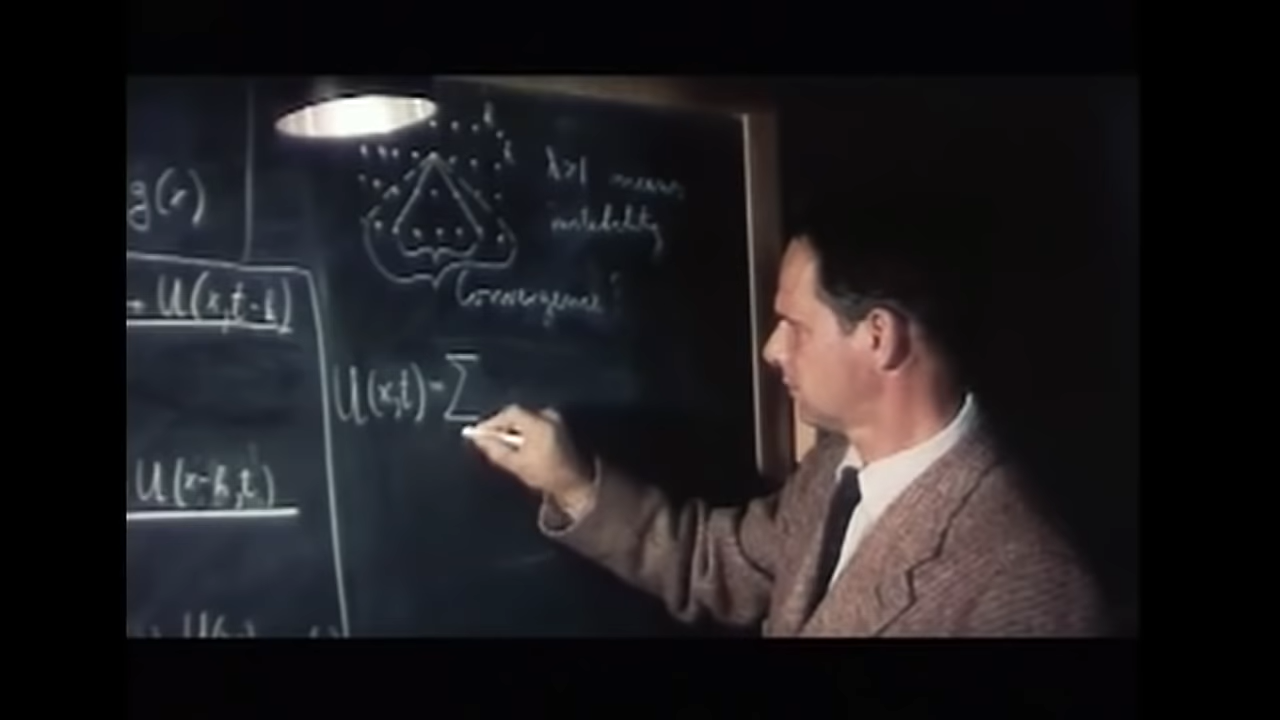 g(x)
λ>1 means
instability
Convergence!
+ U(x,t-k)
U(x,t) = Σ
U(x-h,t)